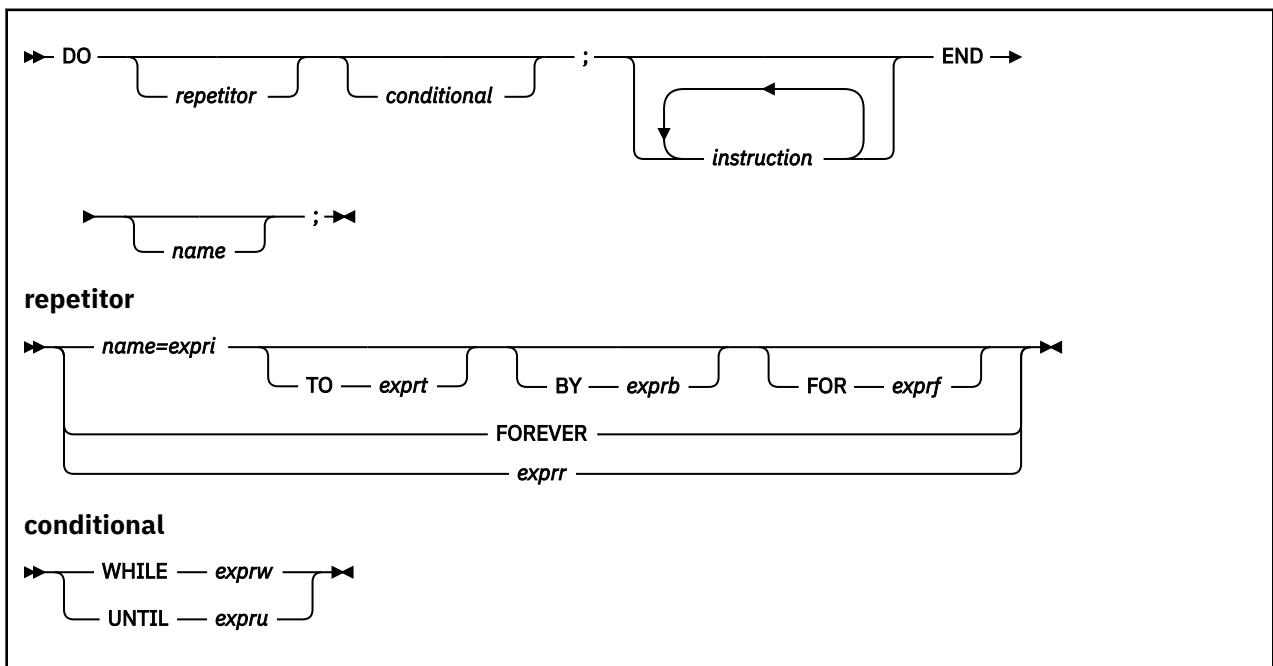 DO ; END
repetitor conditional
instruction
;
name
repetitor
name=expri
TO exprt BY exprb FOR exprf
FOREVER
exprr
conditional
WHILE exprw
UNTIL expru